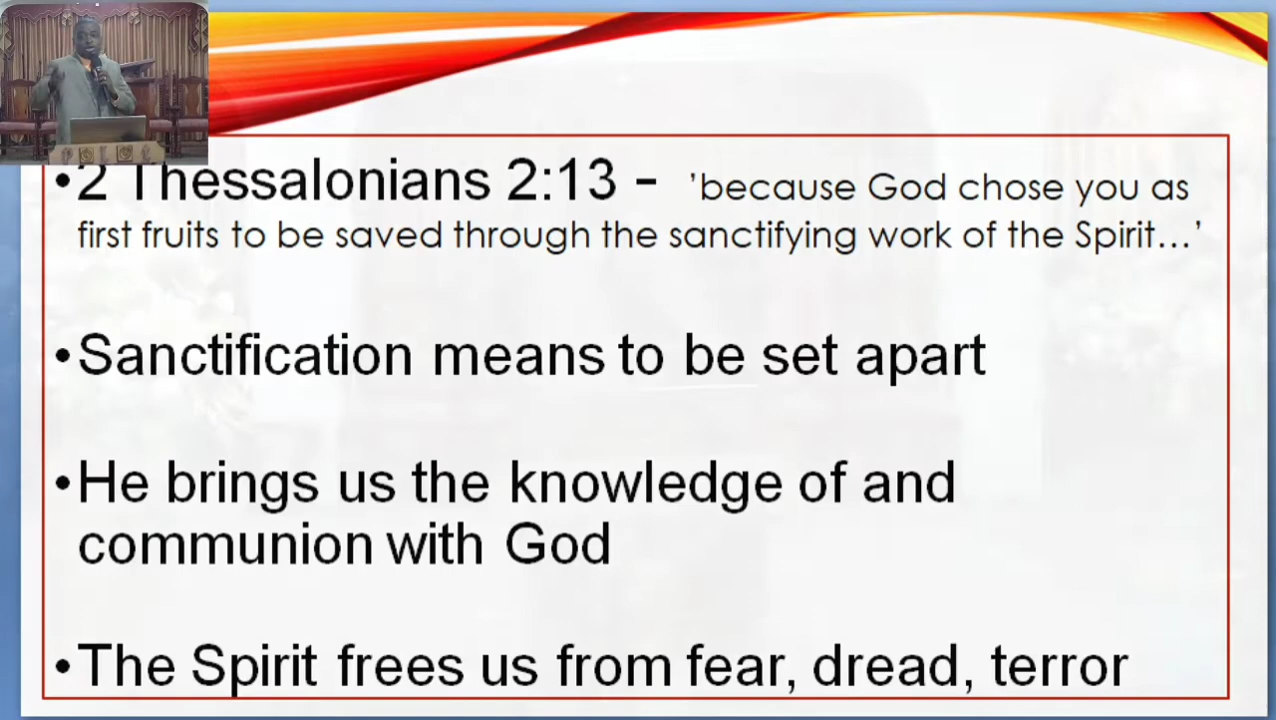 •2 Thessalonians 2:13 – ’because God chose you as
first fruits to be saved through the sanctifying work of the Spirit…’
•Sanctification means to be set apart
•He brings us the knowledge of and
communion with God
•The Spirit frees us from fear, dread, terror